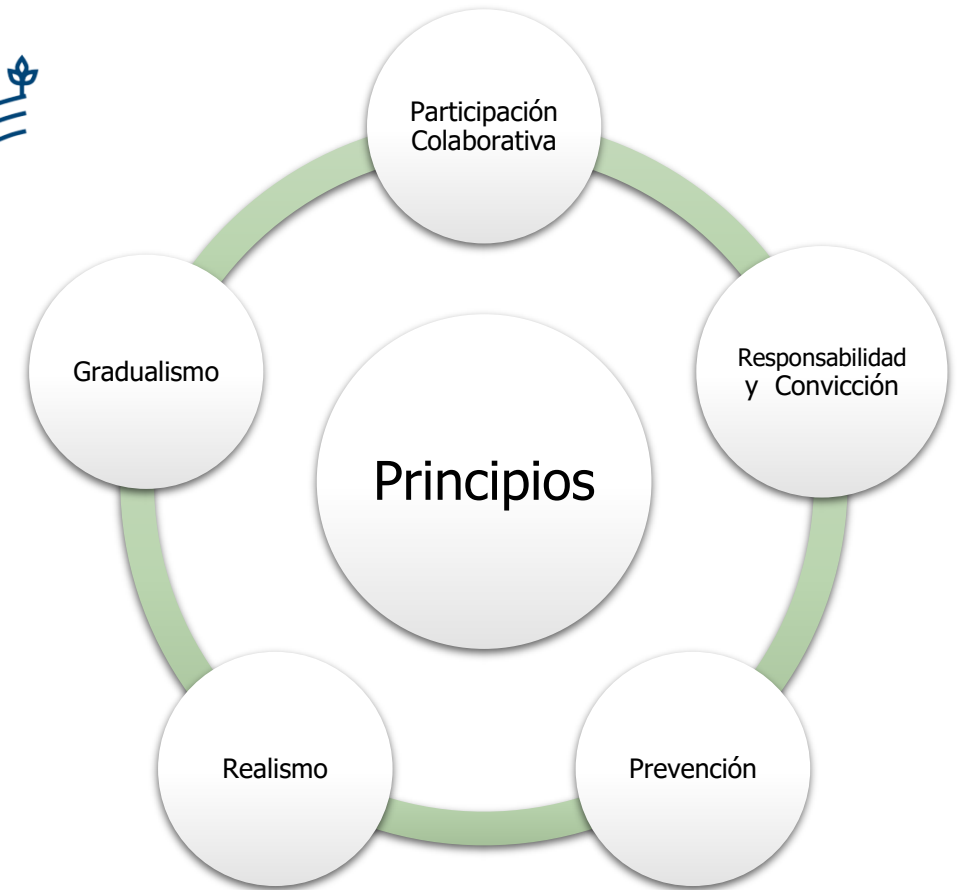 Participación
Colaborativa
Gradualismo
Responsabilidad
y Convicción
Principios
Realismo
Prevención